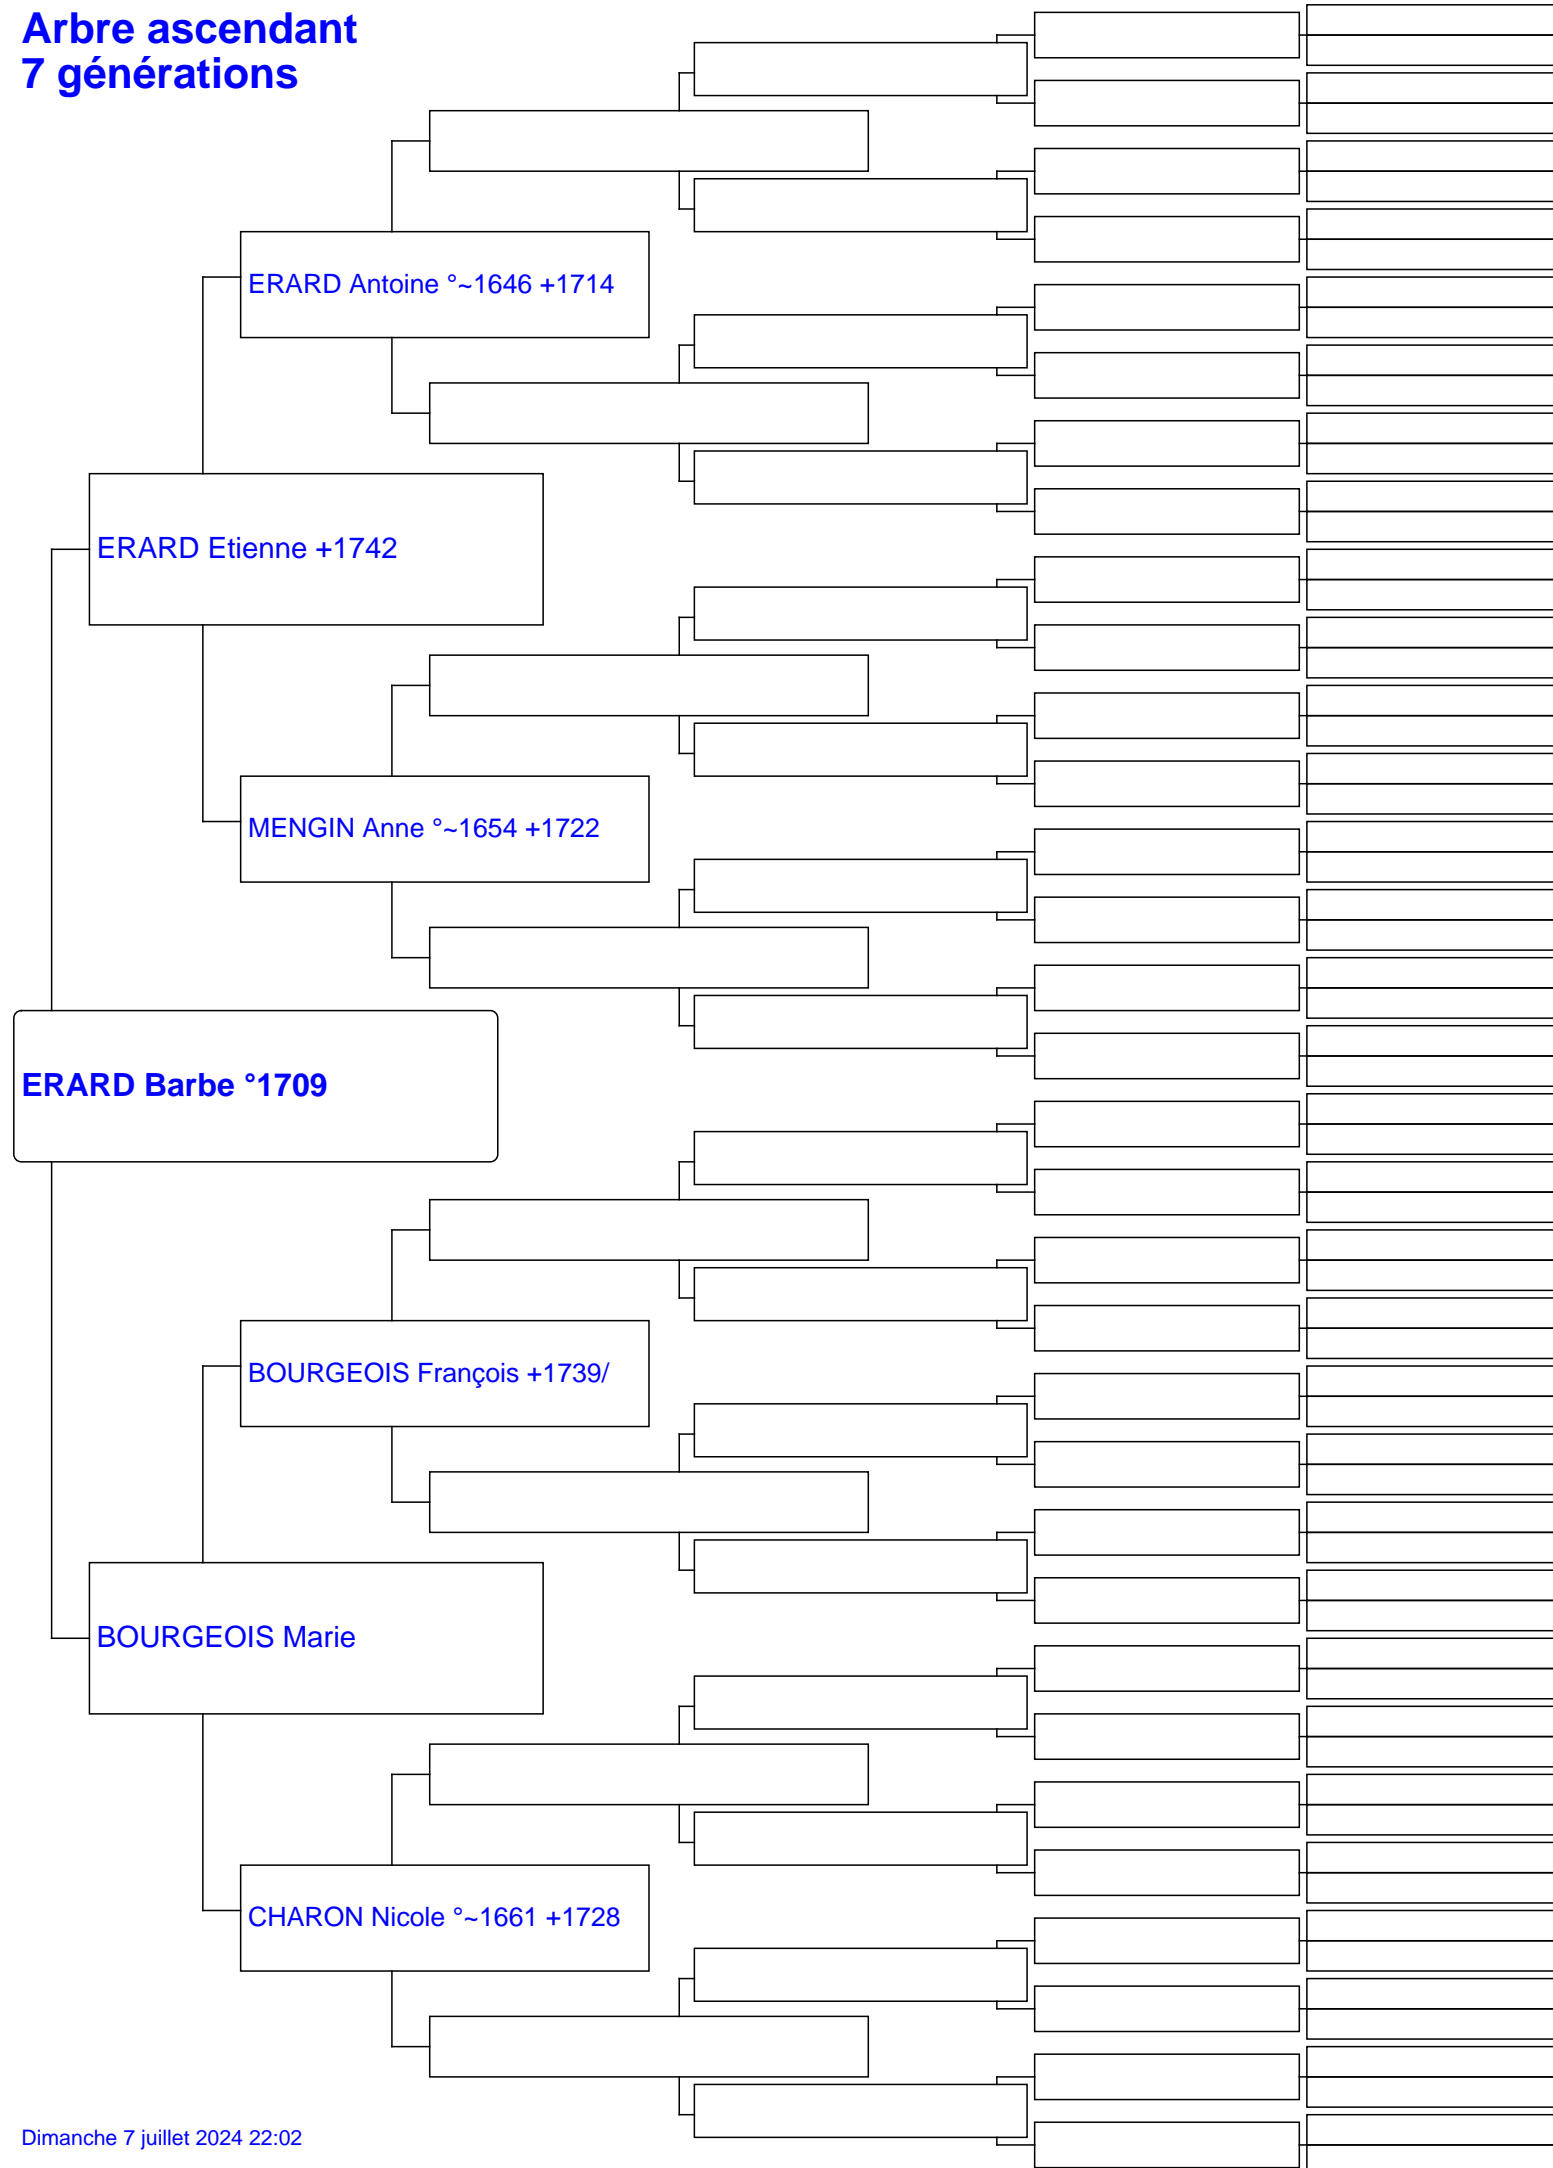 Arbre ascendant
7 générations
ERARD Antoine °~1646 +1714
ERARD Etienne +1742
MENGIN Anne °~1654 +1722
ERARD Barbe °1709
BOURGEOIS François +1739/
BOURGEOIS Marie
CHARON Nicole °~1661 +1728
Dimanche 7 juillet 2024 22:02